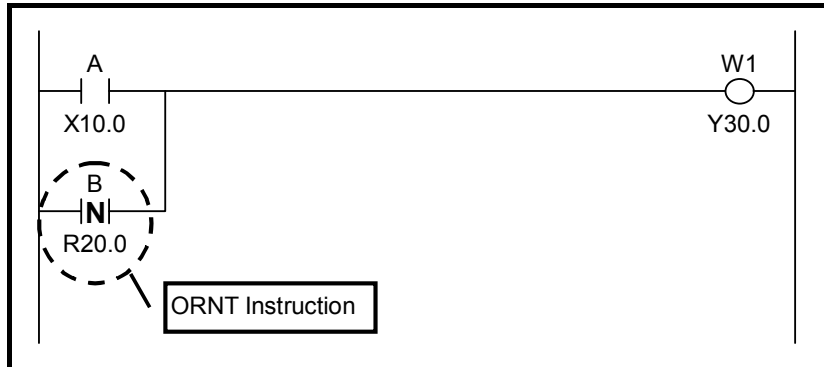 A
W1
X10.0
Y30.0
B
N
R20.0
ORNT Instruction